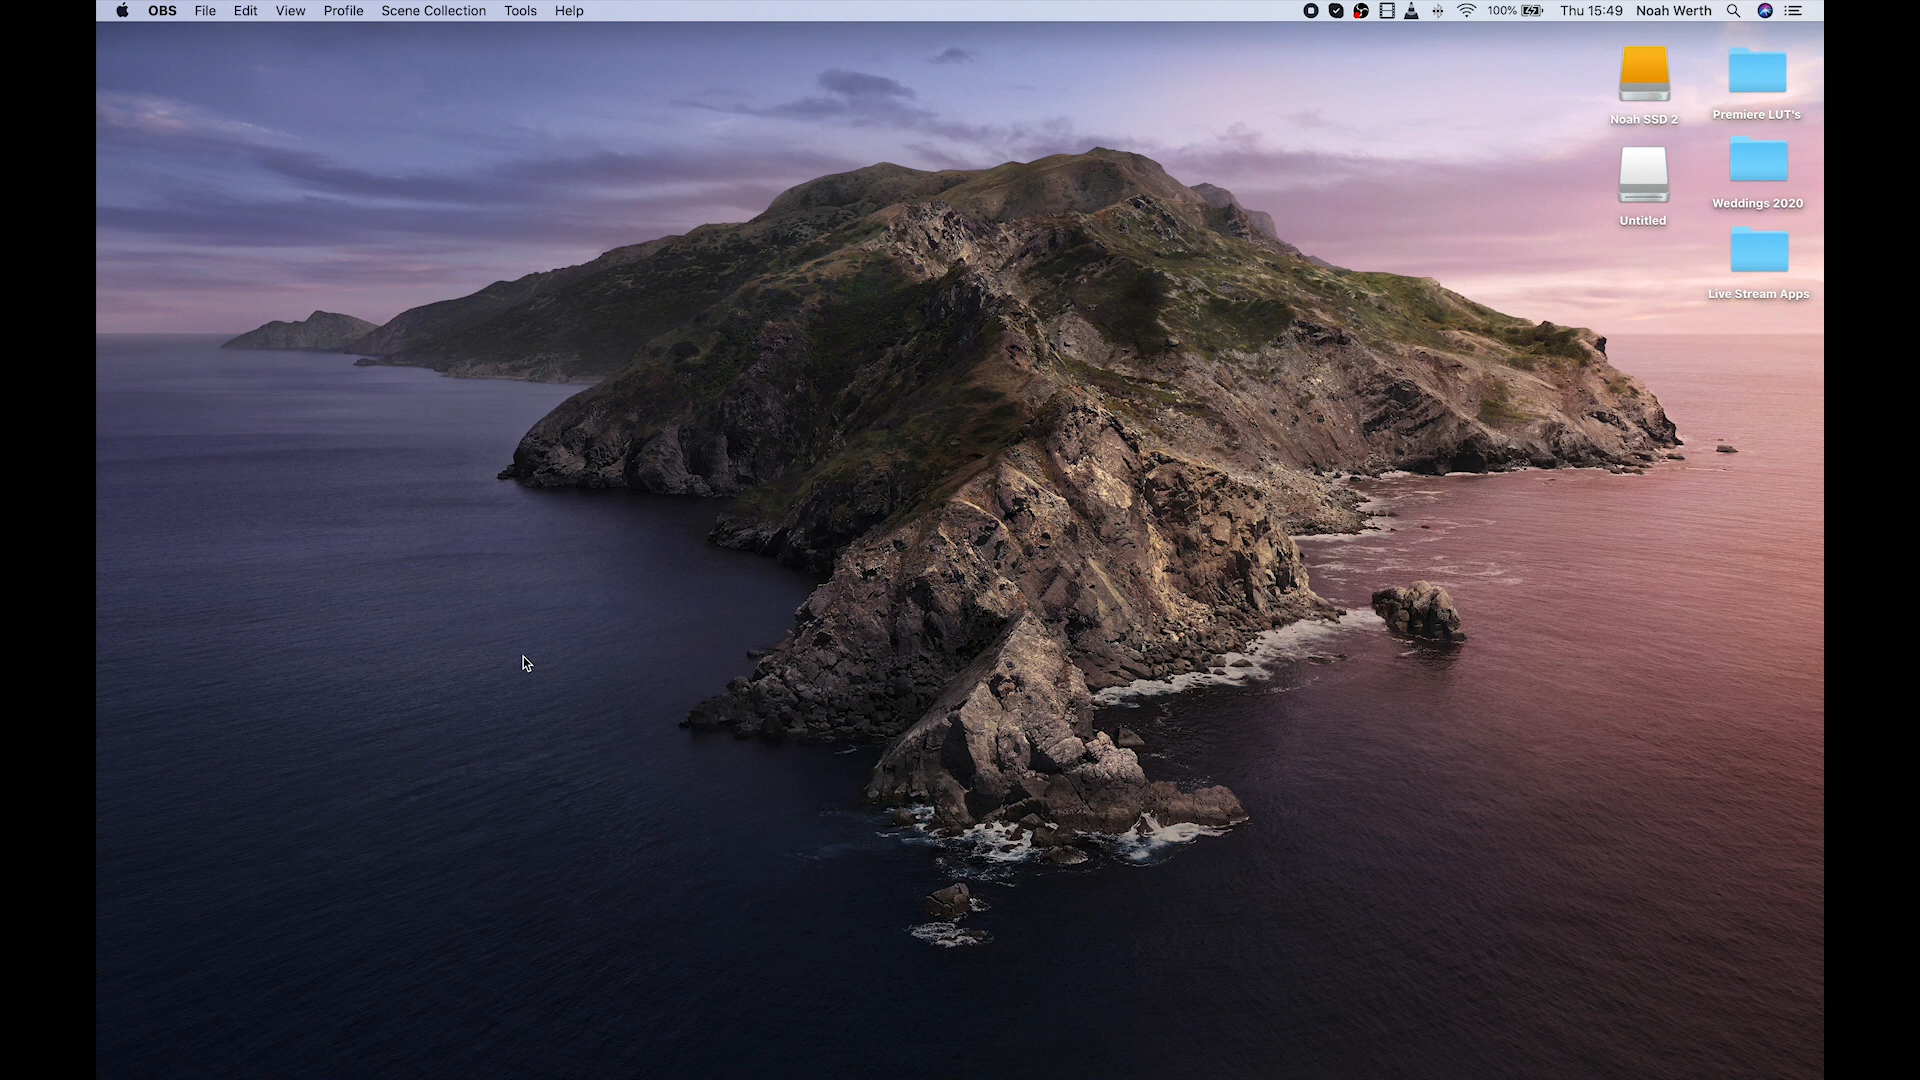 OBS File Edit View Profile Scene Collection Tools Help 100% Thu 15:49 Noah Werth
Noah SSD 2
Premiere LUT's
Untitled
Weddings 2020
Live Stream Apps